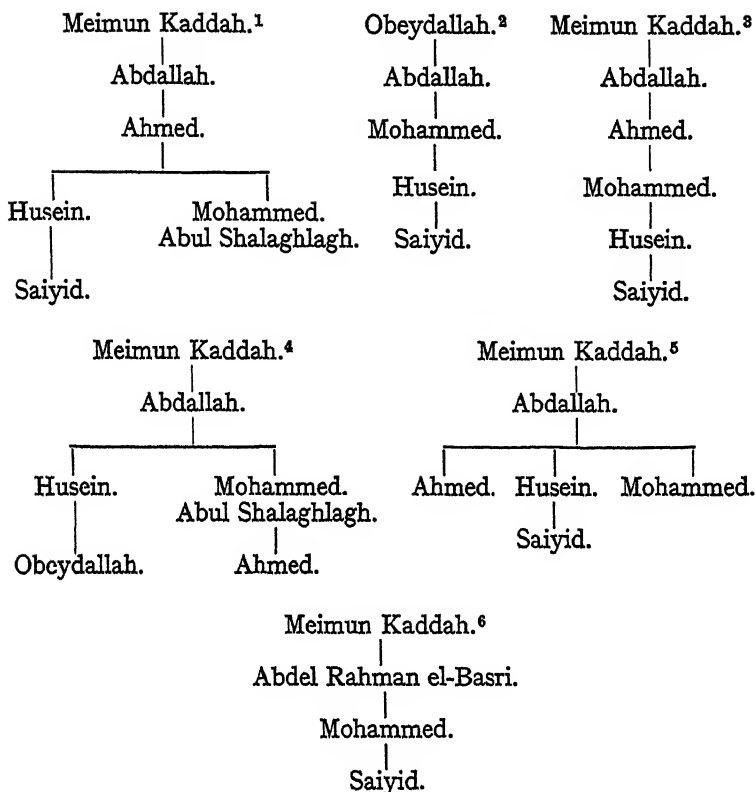 Meimun Kaddah.¹
Abdallah.
Ahmed.
Husein.
Mohammed.
Abul Shalaghlagh.
Saiyid.
Obeydallah.²
Abdallah.
Mohammed.
Husein.
Saiyid.
Meimun Kaddah.³
Abdallah.
Ahmed.
Mohammed.
Husein.
Saiyid.
Meimun Kaddah.⁴
Abdallah.
Husein.
Mohammed.
Abul Shalaghlagh.
Obeydallah.
Ahmed.
Meimun Kaddah.⁵
Abdallah.
Ahmed.
Husein.
Mohammed.
Saiyid.
Meimun Kaddah.⁶
Abdel Rahman el-Basri.
Mohammed.
Saiyid.